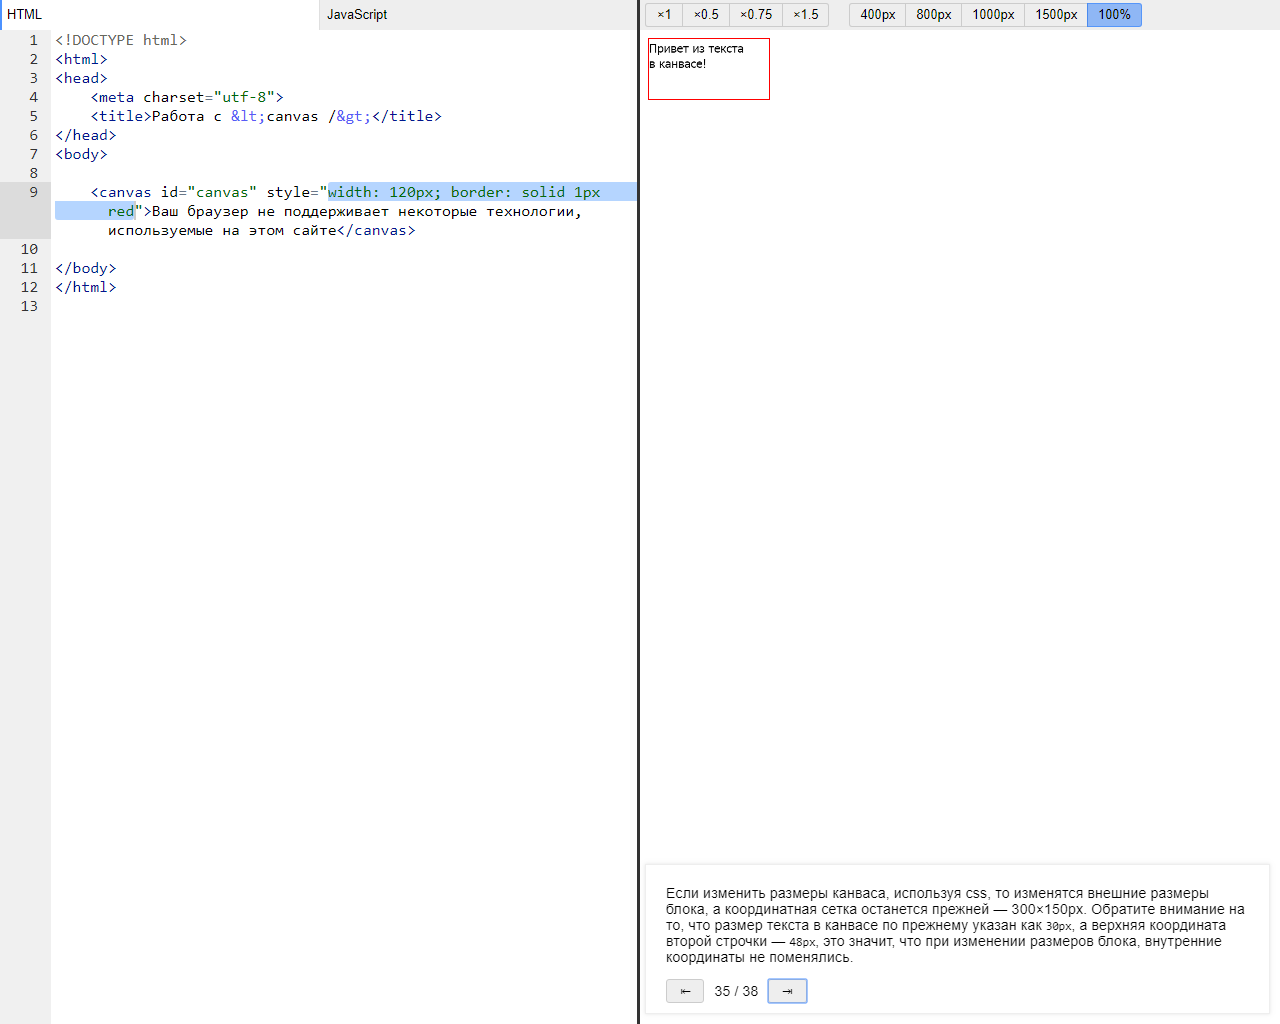 HTML
JavaScript
×1 ×0.5 ×0.75 ×1.5 400px 800px 1000px 1500px 100%
1 <!DOCTYPE html>
2 <html>
3 <head>
4 <meta charset="utf-8">
5 <title>Работа с &lt;canvas /&gt;</title>
6 </head>
7 <body>
8
9 <canvas id="canvas" style="width: 120px; border: solid 1px
red">Ваш браузер не поддерживает некоторые технологии,
используемые на этом сайте</canvas>
10
11 </body>
12 </html>
13
Привет из текста
в канвасе!
Если изменить размеры канваса, используя css, то изменятся внешние размеры
блока, а координатная сетка останется прежней — 300×150px. Обратите внимание на
то, что размер текста в канвасе по прежнему указан как 30px, а верхняя координата
второй строчки — 48px, это значит, что при изменении размеров блока, внутренние
координаты не поменялись.
⇤ 35 / 38 ⇥